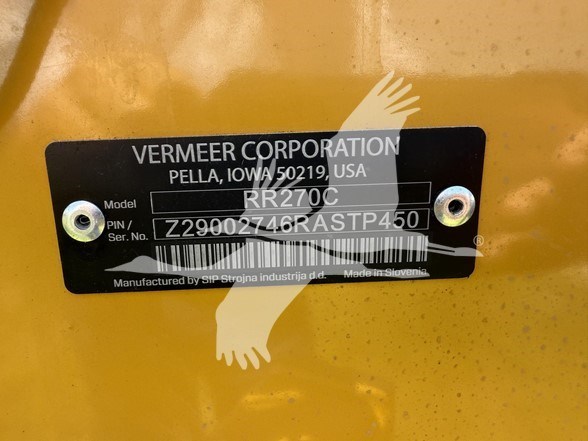 VERMEER CORPORATION
PELLA, IOWA 50219, USA
Model RR270C
PIN / Ser. No. Z29002746RASTP450
Manufactured by SIP Strojna industrija d.d. Made in Slovenia
®